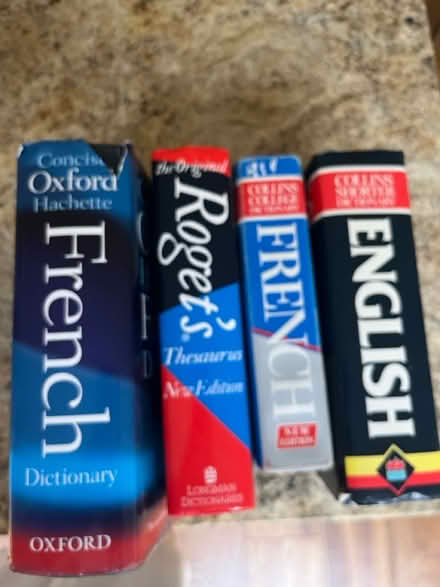 Concise
Oxford
Hachette
French
Dictionary
OXFORD
the Original
Roget's
Thesaurus
New Edition
LONGMAN
DICTIONARIES
COLLINS
COLLEGE
DICTIONARY
FRENCH
NEW
EDITION
COLLINS
SHORTER
DICTIONARY
ENGLISH